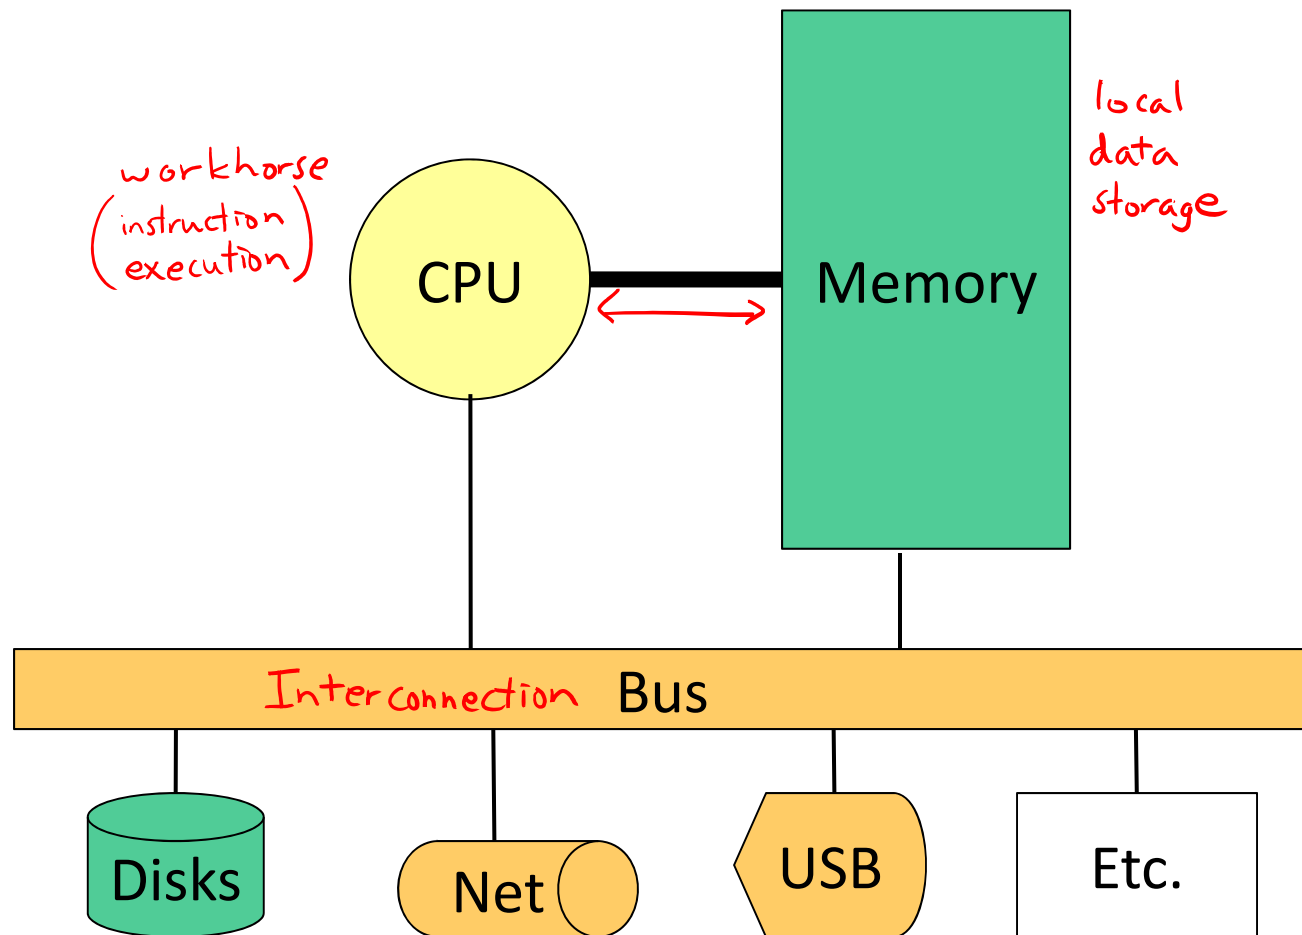 local
data
storage
workhorse
(instruction
execution)
CPU
Memory
Interconnection Bus
Disks
Net
USB
Etc.